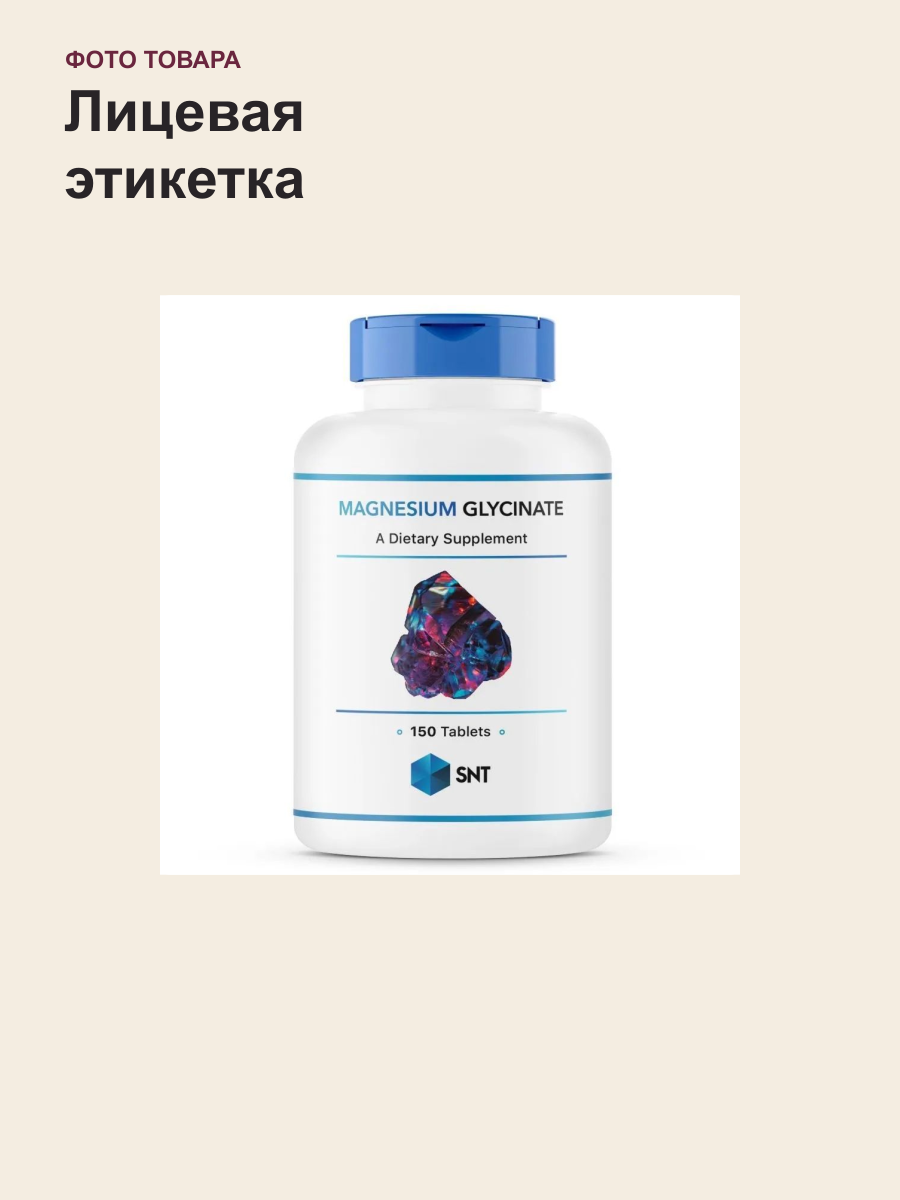 ФОТО ТОВАРА
Лицевая
этикетка
MAGNESIUM GLYCINATE
A Dietary Supplement
150 Tablets
SNT